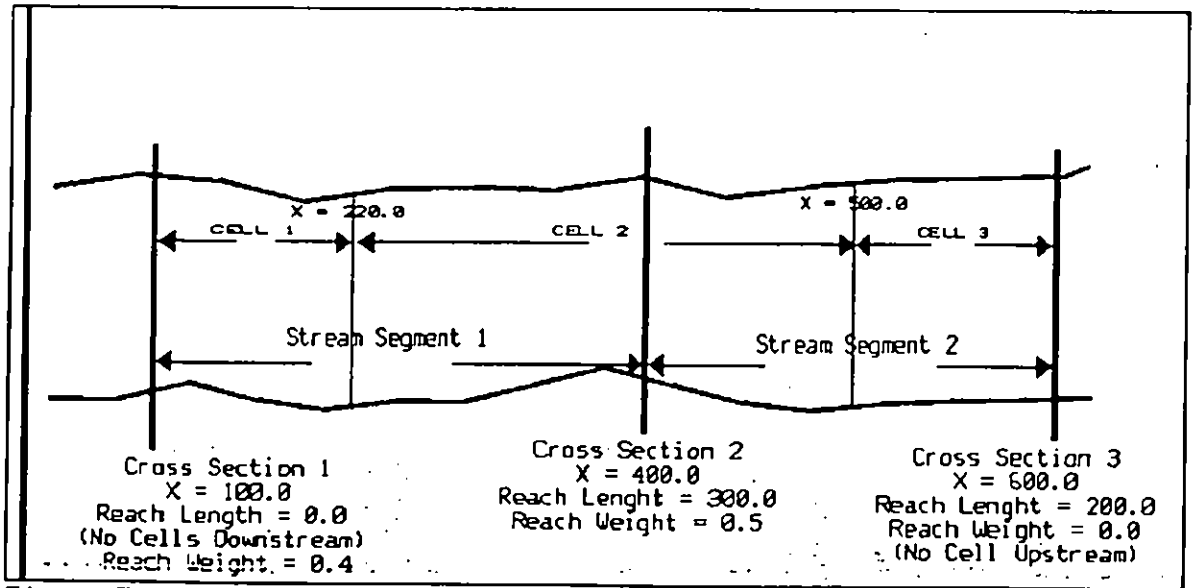 X = 220.0
X = 500.0
CELL 1
CELL 2
CELL 3
Stream Segment 1
Stream Segment 2
Cross Section 1
X = 100.0
Reach Length = 0.0
(No Cells Downstream)
Reach Weight = 0.4
Cross Section 2
X = 400.0
Reach Lenght = 300.0
Reach Weight = 0.5
Cross Section 3
X = 600.0
Reach Lenght = 200.0
Reach Weight = 0.0
(No Cell Upstream)